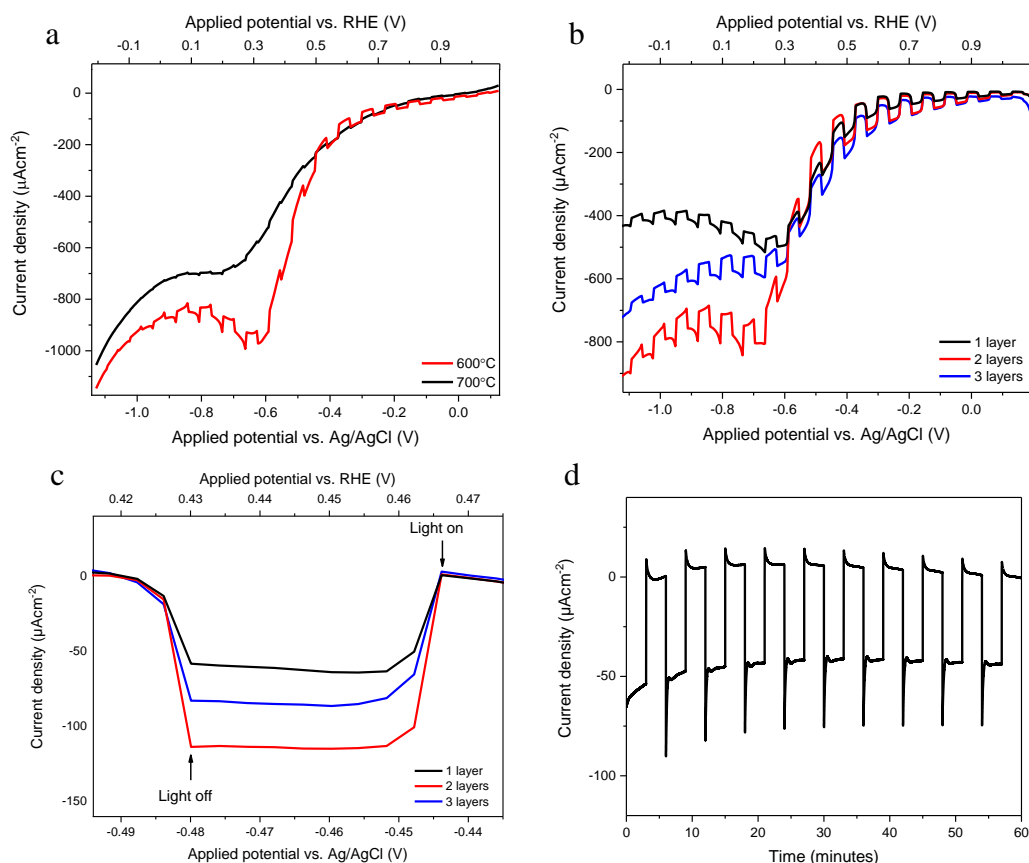 a
Applied potential vs. RHE (V)
-0.1 0.1 0.3 0.5 0.7 0.9
Current density (µAcm⁻²)
0
-200
-400
-600
-800
-1000
600°C
700°C
-1.0 -0.8 -0.6 -0.4 -0.2 0.0
Applied potential vs. Ag/AgCl (V)
b
Applied potential vs. RHE (V)
-0.1 0.1 0.3 0.5 0.7 0.9
Current density (µAcm⁻²)
0
-200
-400
-600
-800
1 layer
2 layers
3 layers
-1.0 -0.8 -0.6 -0.4 -0.2 0.0
Applied potential vs. Ag/AgCl (V)
c
Applied potential vs. RHE (V)
0.42 0.43 0.44 0.45 0.46 0.47
Light on
Current density (µAcm⁻²)
0
-50
-100
-150
Light off
1 layer
2 layers
3 layers
-0.49 -0.48 -0.47 -0.46 -0.45 -0.44
Applied potential vs. Ag/AgCl (V)
d
Current density (µAcm⁻²)
0
-50
-100
0 10 20 30 40 50 60
Time (minutes)